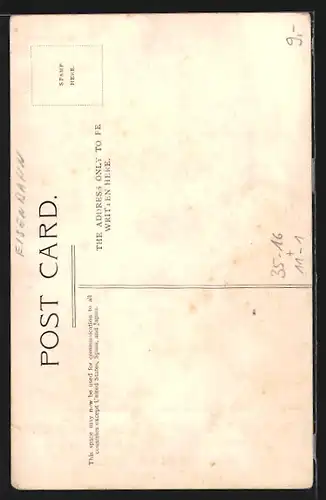 POST CARD.
STAMP
HERE.
This space may now be used for communication to all
countries except United States, Spain, and Japan.
THE ADDRESS ONLY TO BE
WRITTEN HERE.
EISENBAHN
9,-
35-16
+
11-1